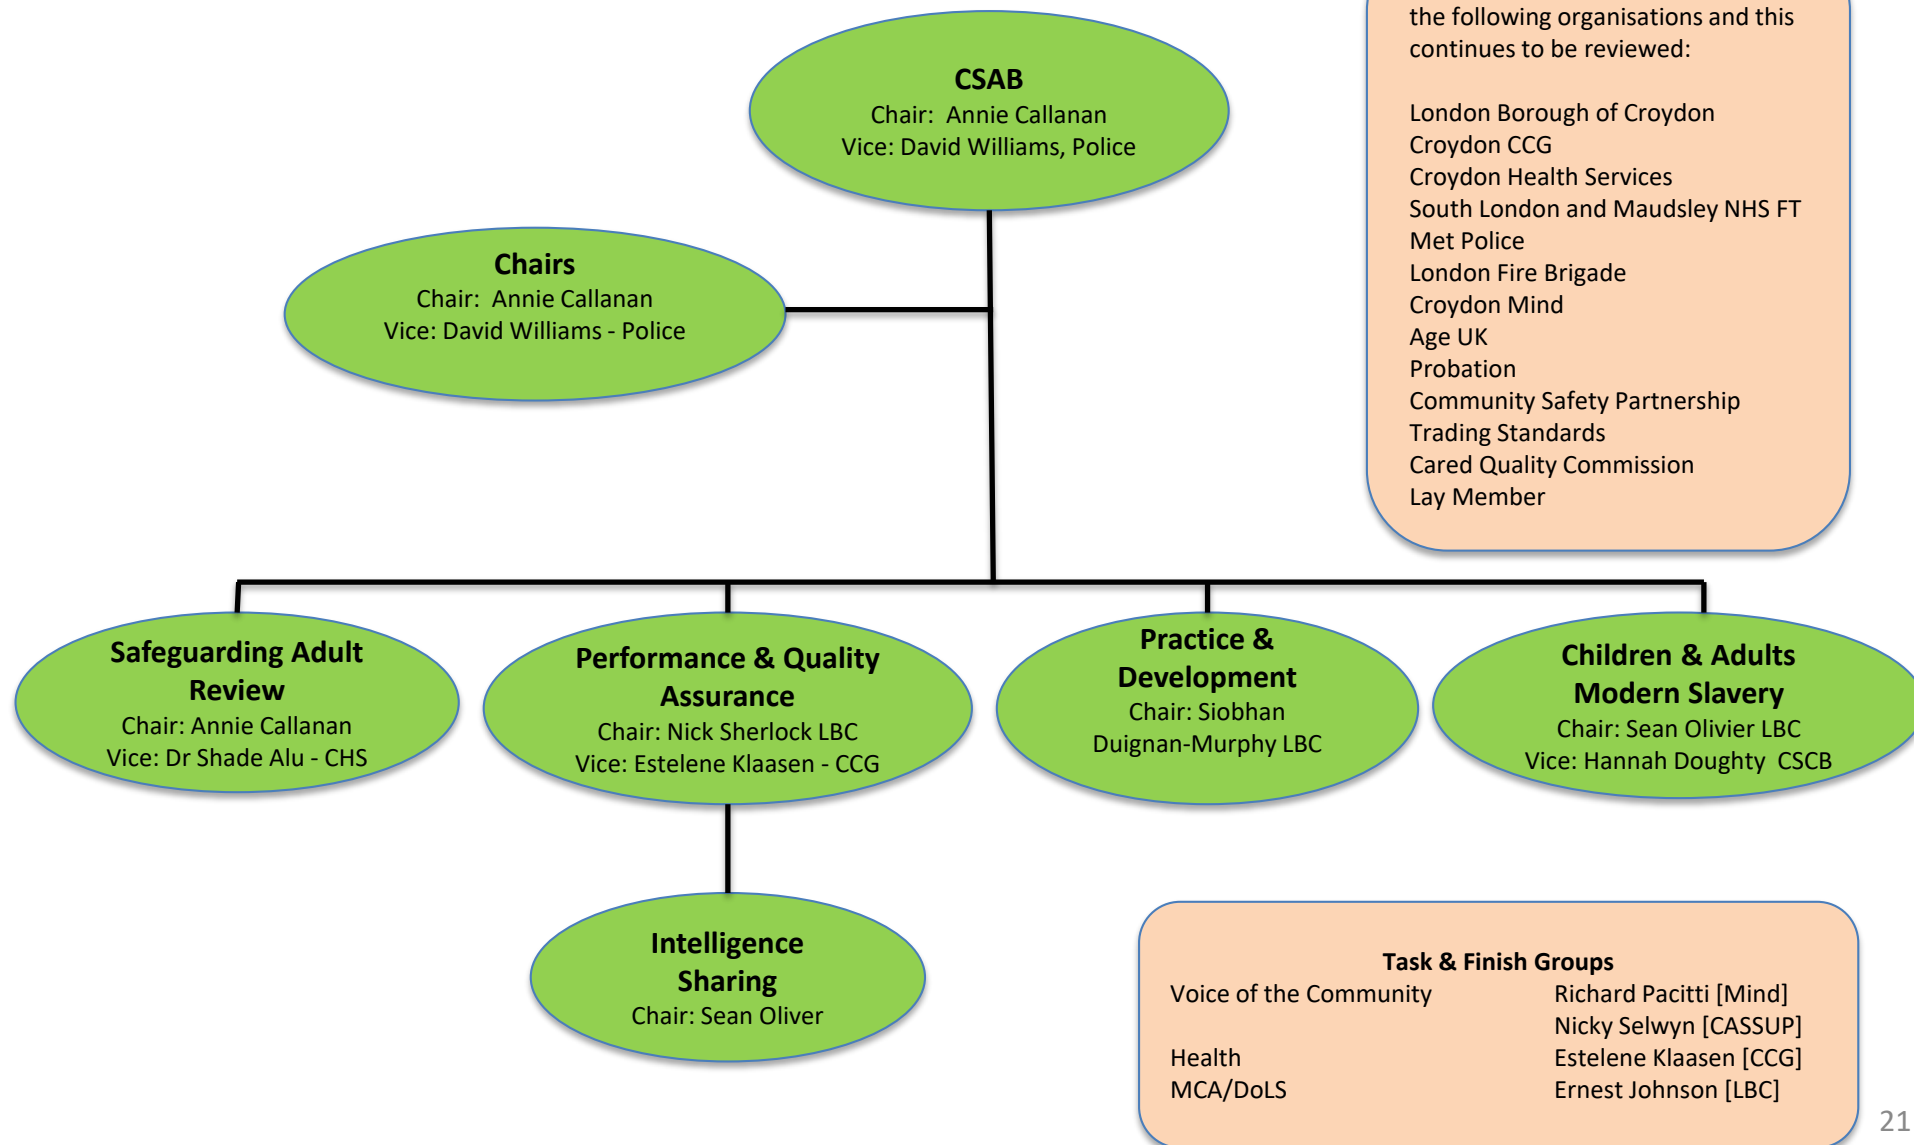 CSAB
Chair:  Annie Callanan
Vice: David Williams, Police
Chairs
Chair:  Annie Callanan
Vice: David Williams - Police
the following organisations and this
continues to be reviewed:
London Borough of Croydon
Croydon CCG
Croydon Health Services
South London and Maudsley NHS FT
Met Police
London Fire Brigade
Croydon Mind
Age UK
Probation
Community Safety Partnership
Trading Standards
Cared Quality Commission
Lay Member
Safeguarding Adult
Review
Chair: Annie Callanan
Vice: Dr Shade Alu - CHS
Performance & Quality
Assurance
Chair: Nick Sherlock LBC
Vice: Estelene Klaasen - CCG
Practice &
Development
Chair: Siobhan
Duignan-Murphy LBC
Children & Adults
Modern Slavery
Chair: Sean Olivier LBC
Vice: Hannah Doughty  CSCB
Intelligence
Sharing
Chair: Sean Oliver
Task & Finish Groups
Voice of the Community Richard Pacitti [Mind]
Nicky Selwyn [CASSUP]
Health Estelene Klaasen [CCG]
MCA/DoLS Ernest Johnson [LBC]
21